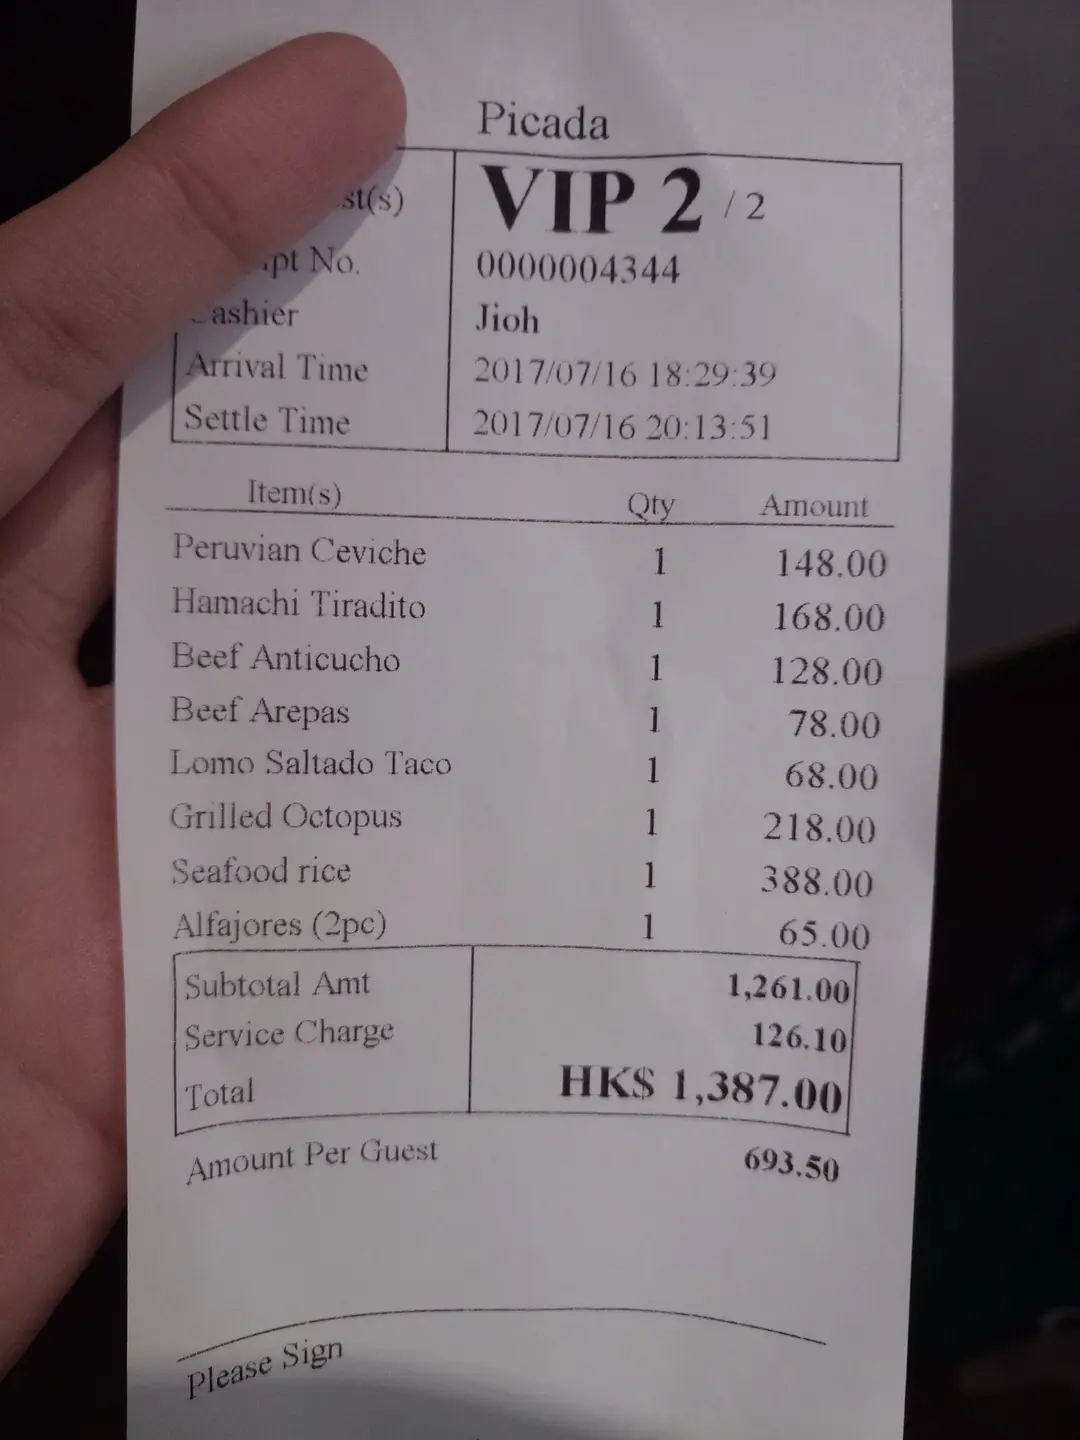 Picada
st(s) VIP 2 / 2
pt No. 0000004344
Cashier Jioh
Arrival Time 2017/07/16 18:29:39
Settle Time 2017/07/16 20:13:51
Item(s) Qty Amount
Peruvian Ceviche 1 148.00
Hamachi Tiradito 1 168.00
Beef Anticucho 1 128.00
Beef Arepas 1 78.00
Lomo Saltado Taco 1 68.00
Grilled Octopus 1 218.00
Seafood rice 1 388.00
Alfajores (2pc) 1 65.00
Subtotal Amt 1,261.00
Service Charge 126.10
Total HK$ 1,387.00
Amount Per Guest 693.50
Please Sign